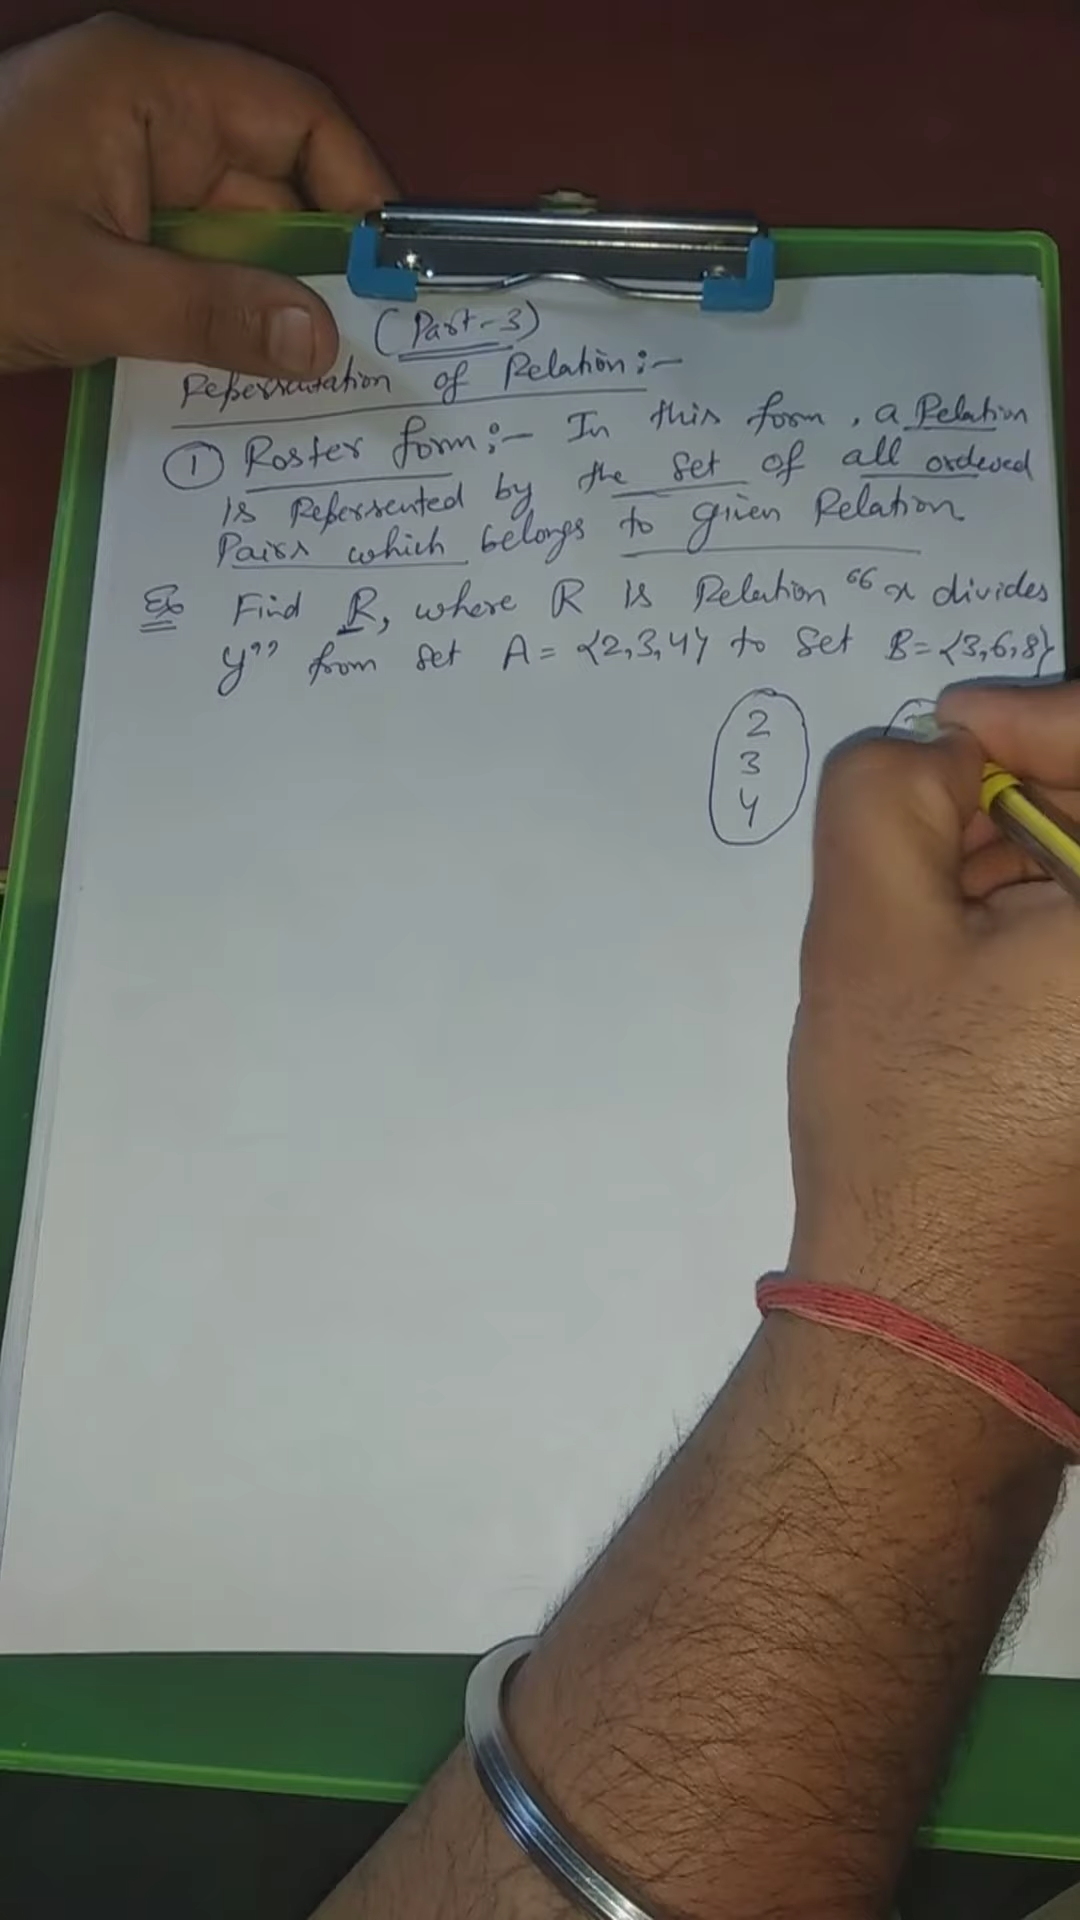 (Part-3)
Repersentation of Relation :-
① Roster form :- In this form, a Relation
is Repersented by the set of all ordered
Pairs which belongs to given Relation
Ex Find R, where R is Relation “x divides
y” from set A = {2,3,4} to set B = {3,6,8}
2
3
4